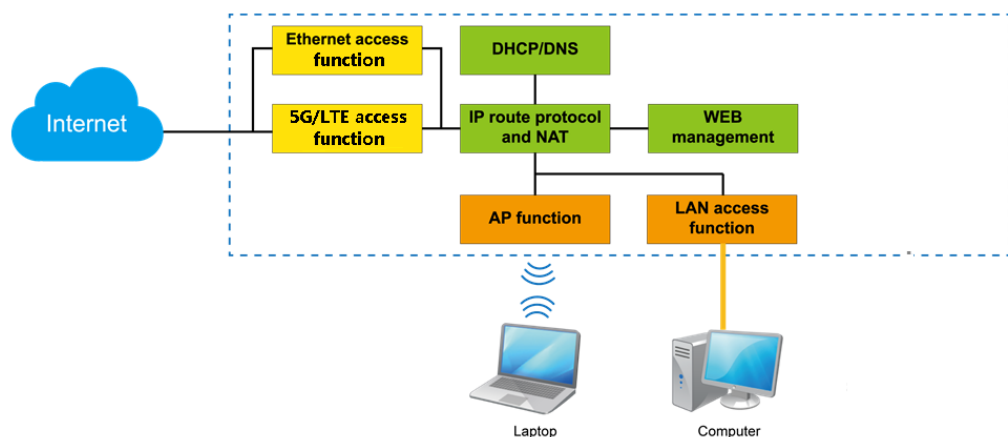 Ethernet access
function
DHCP/DNS
Internet
5G/LTE access
function
IP route protocol
and NAT
WEB
management
AP function
LAN access
function
Laptop
Computer